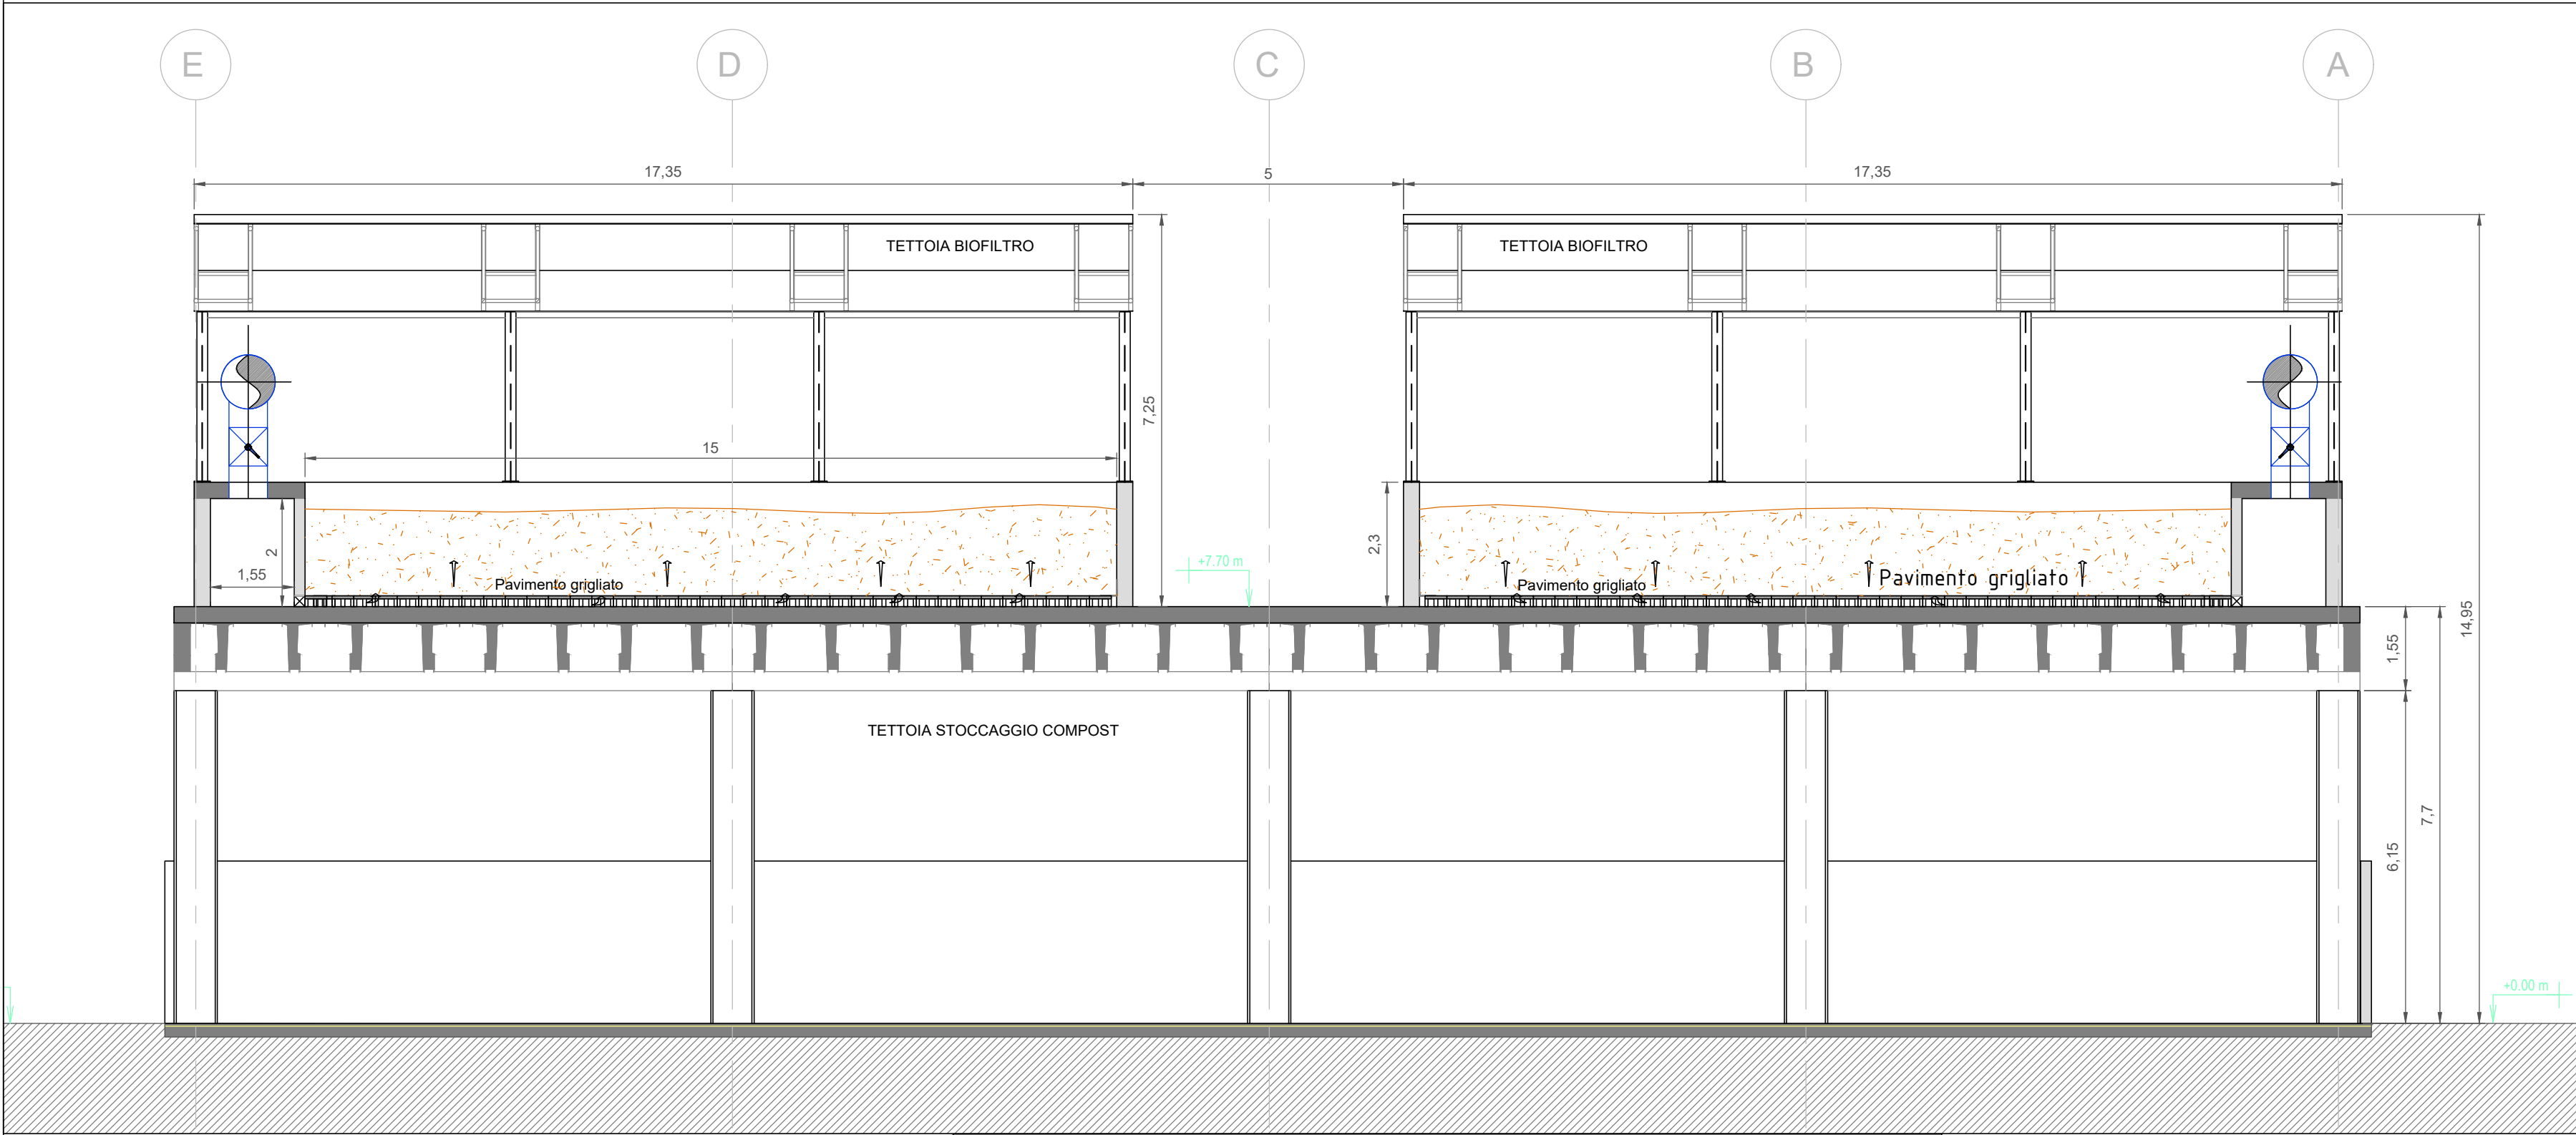 E
D
C
B
A
17,35
5
17,35
TETTOIA BIOFILTRO
TETTOIA BIOFILTRO
7,25
15
2,3
2
1,55
+7.70 m
Pavimento grigliato
Pavimento grigliato
Pavimento grigliato
14,95
1,55
TETTOIA STOCCAGGIO COMPOST
7,7
6,15
+0.00 m